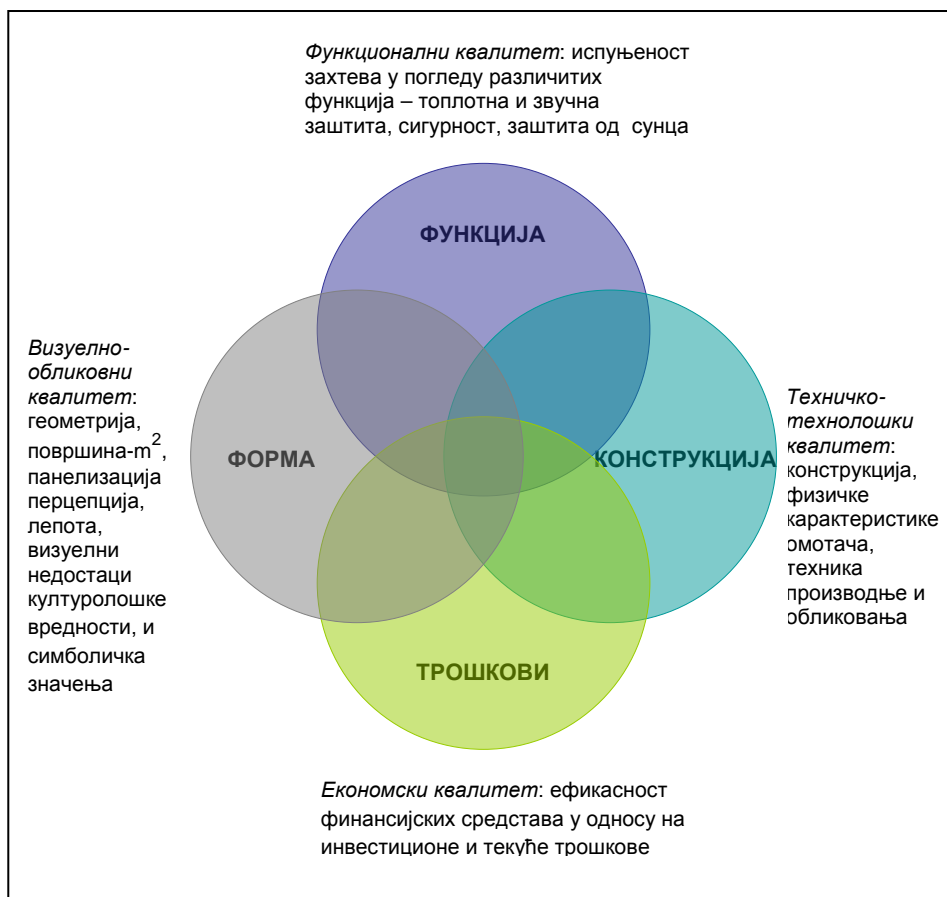 Функционални квалитет: испуњеност
захтева у погледу различитих
функција – топлотна и звучна
заштита, сигурност, заштита од сунца
ФУНКЦИЈА
Визуелно-
обликовни
квалитет:
геометрија,
површина-m²,
панелизација
перцепција,
лепота,
визуелни
недостаци
културолошке
вредности, и
симболичка
значења
ФОРМА
КОНСТРУКЦИЈА
Техничко-
технолошки
квалитет:
конструкција,
физичке
карактеристике
омотача,
техника
производње и
обликовања
ТРОШКОВИ
Економски квалитет: ефикасност
финансијских средстава у односу на
инвестиционе и текуће трошкове